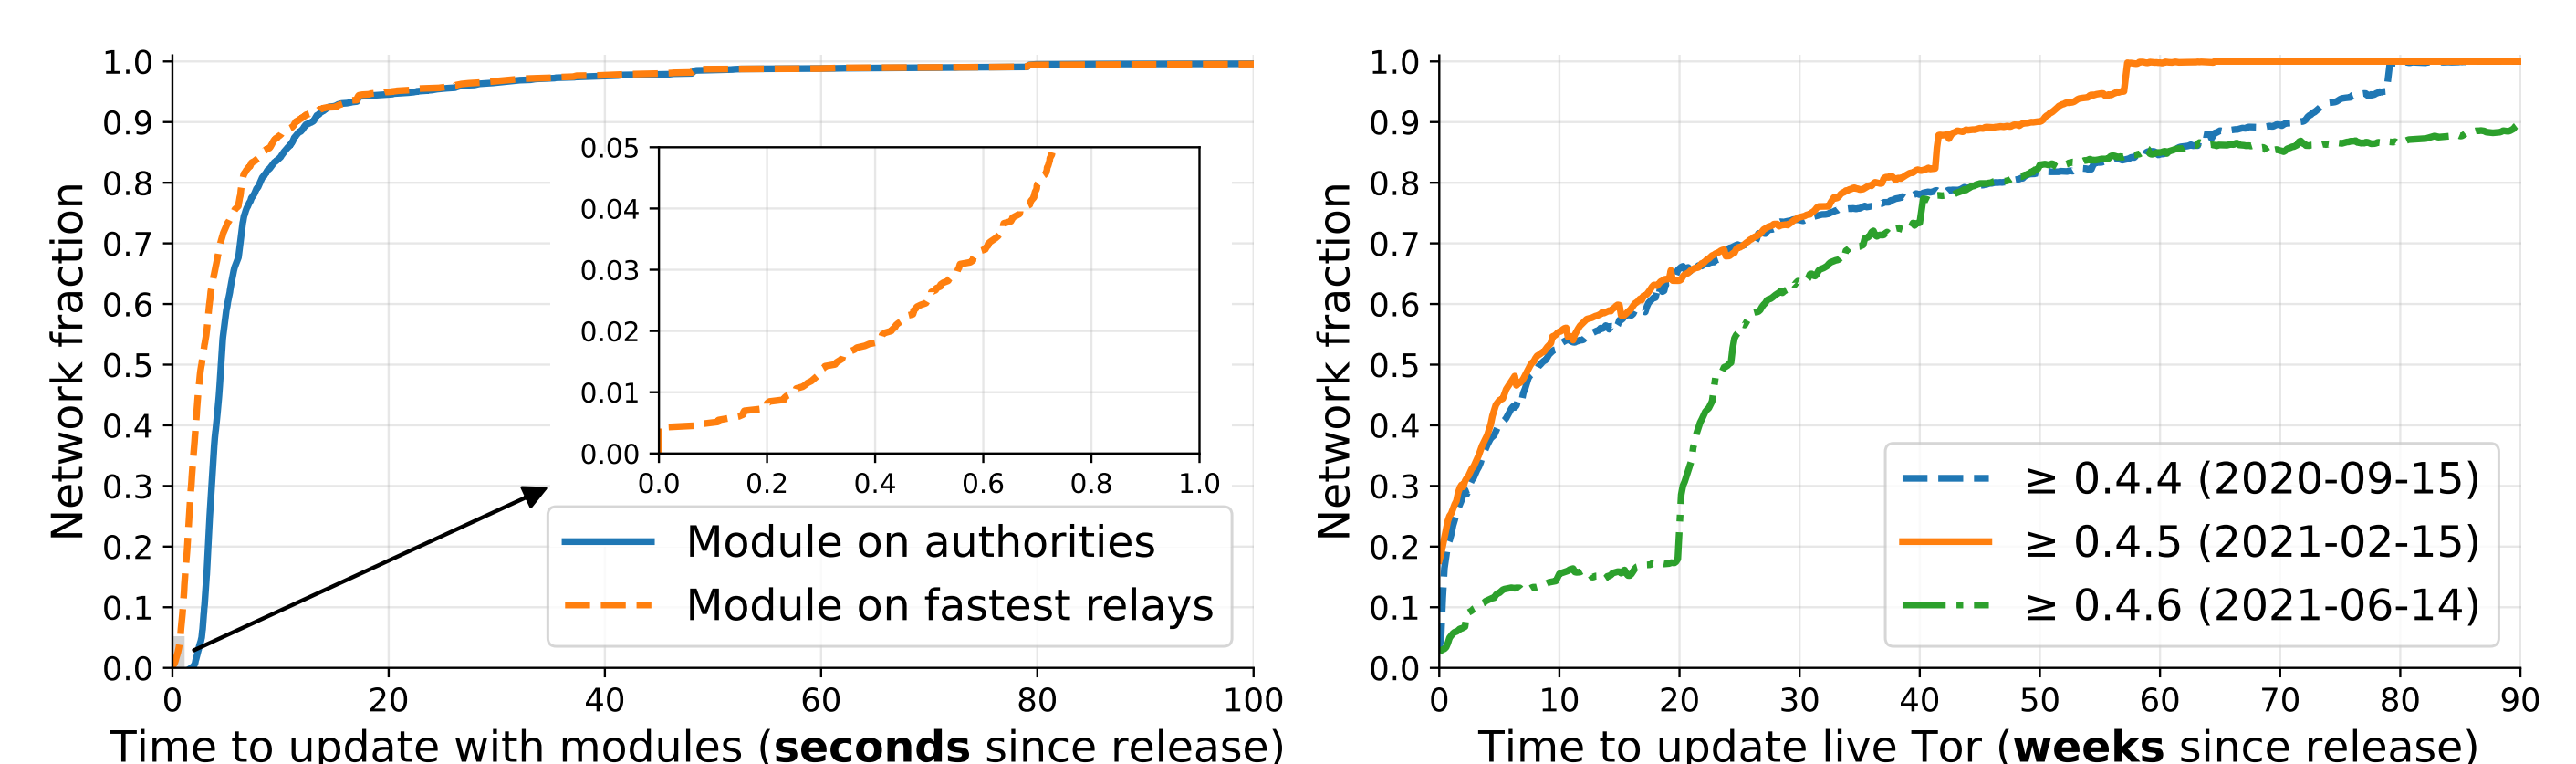 Network fraction
1.0
0.9
0.8
0.7
0.6
0.5
0.4
0.3
0.2
0.1
0.0
0 20 40 60 80 100
Time to update with modules (seconds since release)
0.05
0.04
0.03
0.02
0.01
0.00
0.0 0.2 0.4 0.6 0.8 1.0
Module on authorities
Module on fastest relays
Network fraction
1.0
0.9
0.8
0.7
0.6
0.5
0.4
0.3
0.2
0.1
0.0
0 10 20 30 40 50 60 70 80 90
Time to update live Tor (weeks since release)
≥ 0.4.4 (2020-09-15)
≥ 0.4.5 (2021-02-15)
≥ 0.4.6 (2021-06-14)